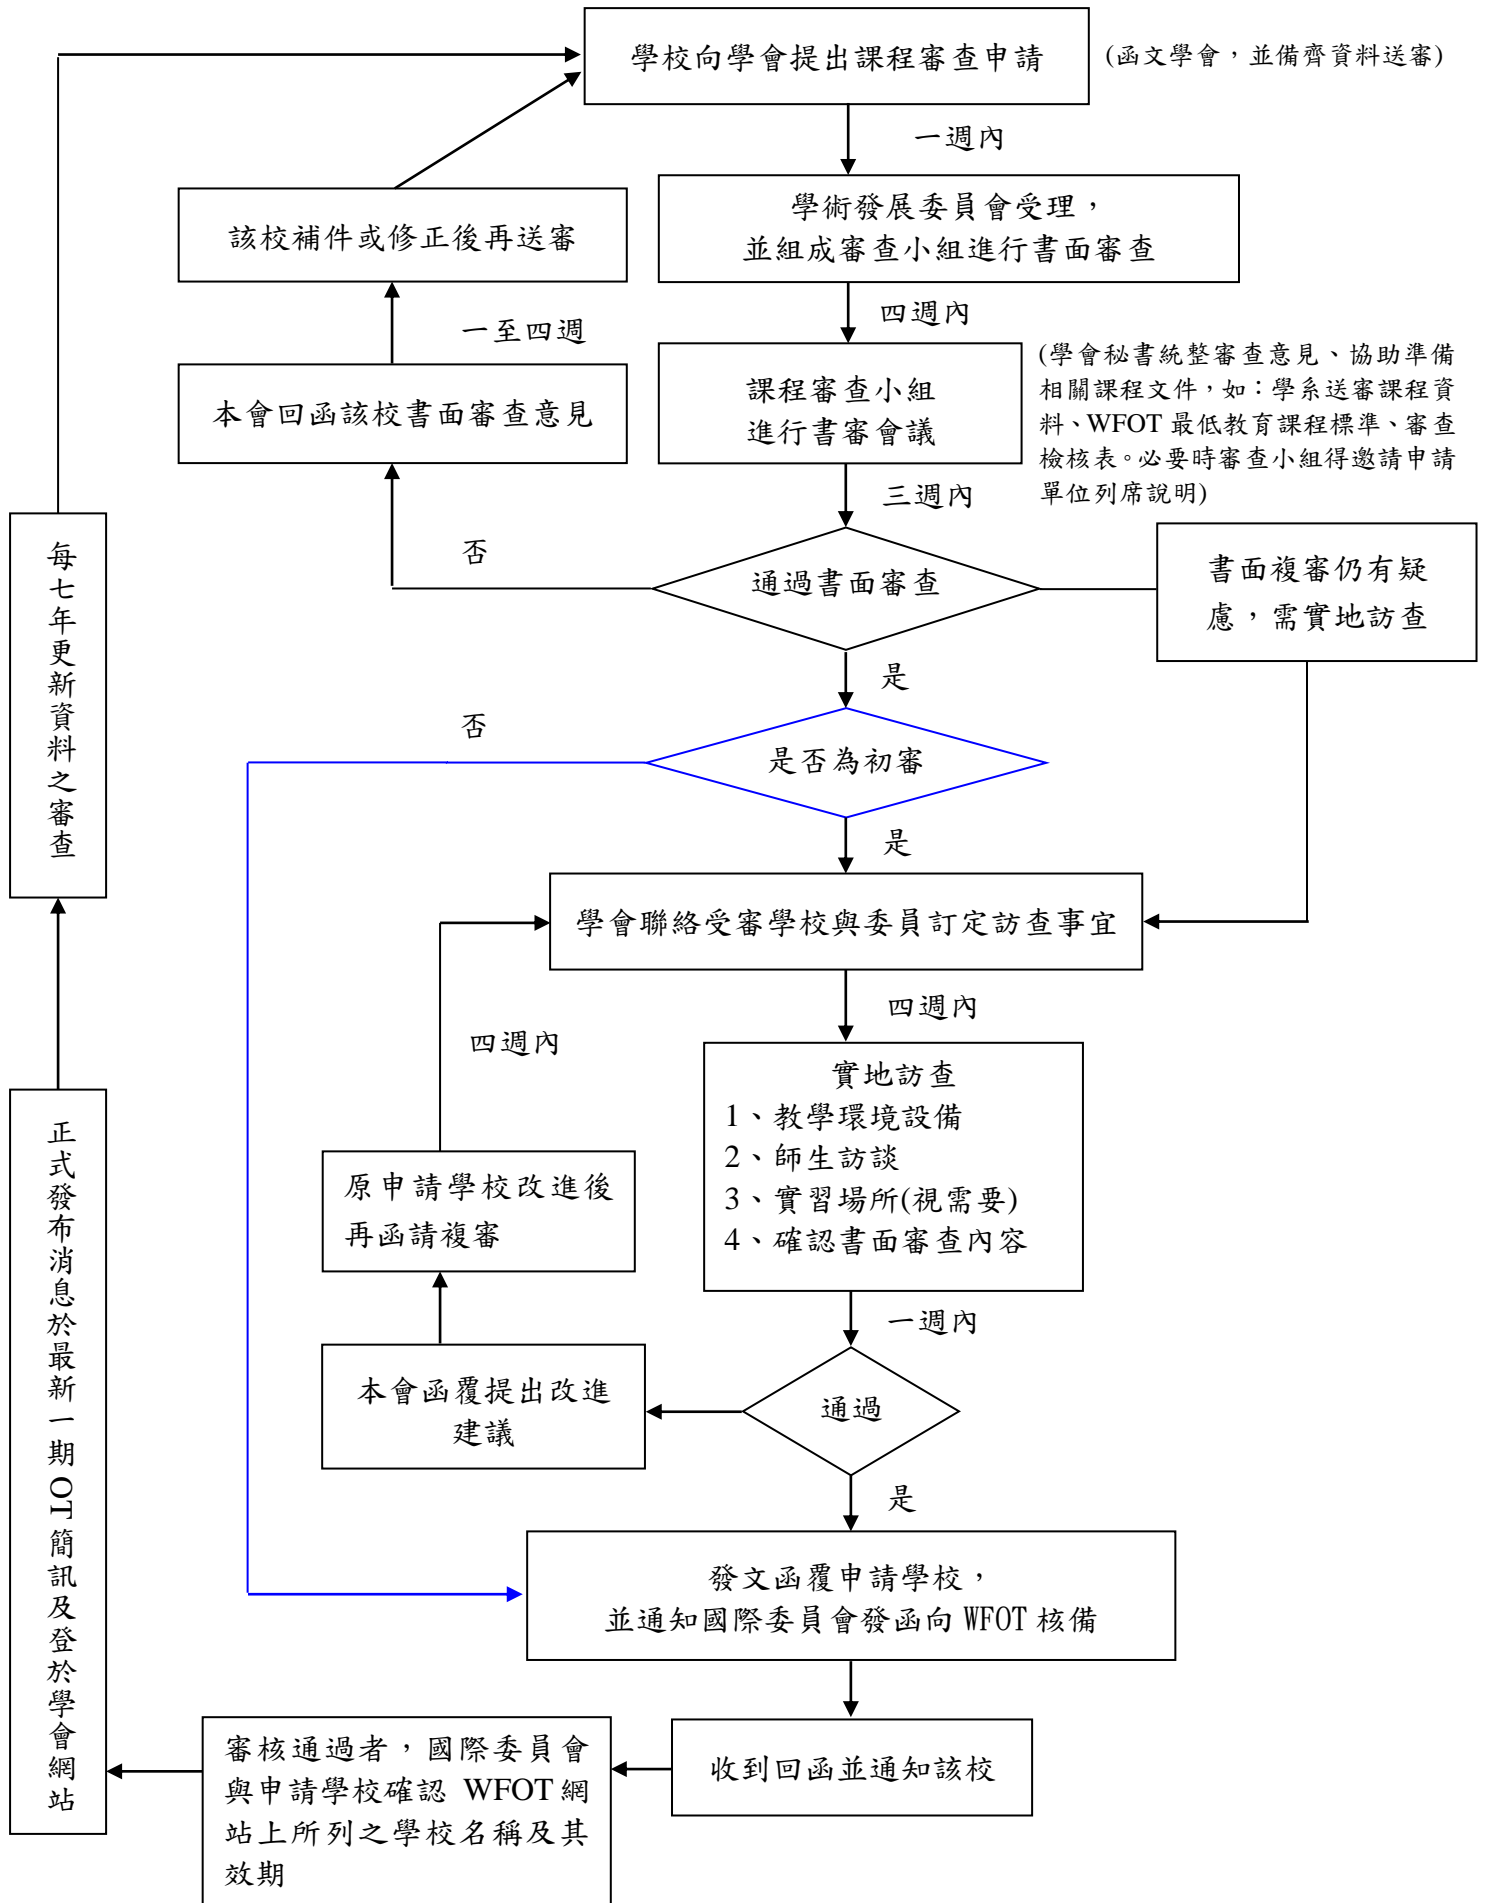 學校向學會提出課程審查申請
(函文學會，並備齊資料送審)
一週內
學術發展委員會受理，
並組成審查小組進行書面審查
該校補件或修正後再送審
四週內
一至四週
課程審查小組
進行書審會議
(學會秘書統整審查意見、協助準備
相關課程文件，如：學系送審課程資
料、WFOT 最低教育課程標準、審查
檢核表。必要時審查小組得邀請申請
單位列席說明)
本會回函該校書面審查意見
三週內
否
通過書面審查
書面複審仍有疑
慮，需實地訪查
每七年更新資料之審查
是
否
是否為初審
是
學會聯絡受審學校與委員訂定訪查事宜
四週內
四週內
實地訪查
1、教學環境設備
2、師生訪談
3、實習場所(視需要)
4、確認書面審查內容
原申請學校改進後
再函請複審
一週內
本會函覆提出改進
建議
通過
是
發文函覆申請學校，
並通知國際委員會發函向 WFOT 核備
收到回函並通知該校
審核通過者，國際委員會
與申請學校確認 WFOT 網
站上所列之學校名稱及其
效期
正式發布消息於最新一期 OT 簡訊及登於學會網站